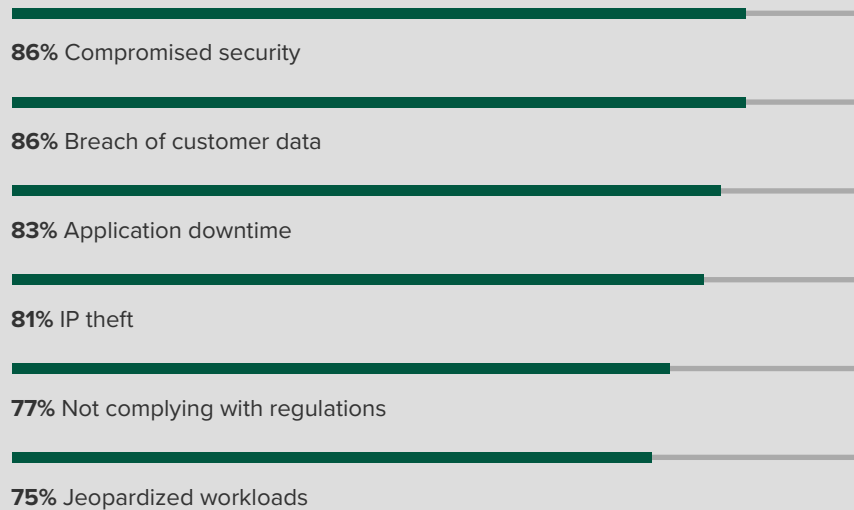 86% Compromised security
86% Breach of customer data
83% Application downtime
81% IP theft
77% Not complying with regulations
75% Jeopardized workloads